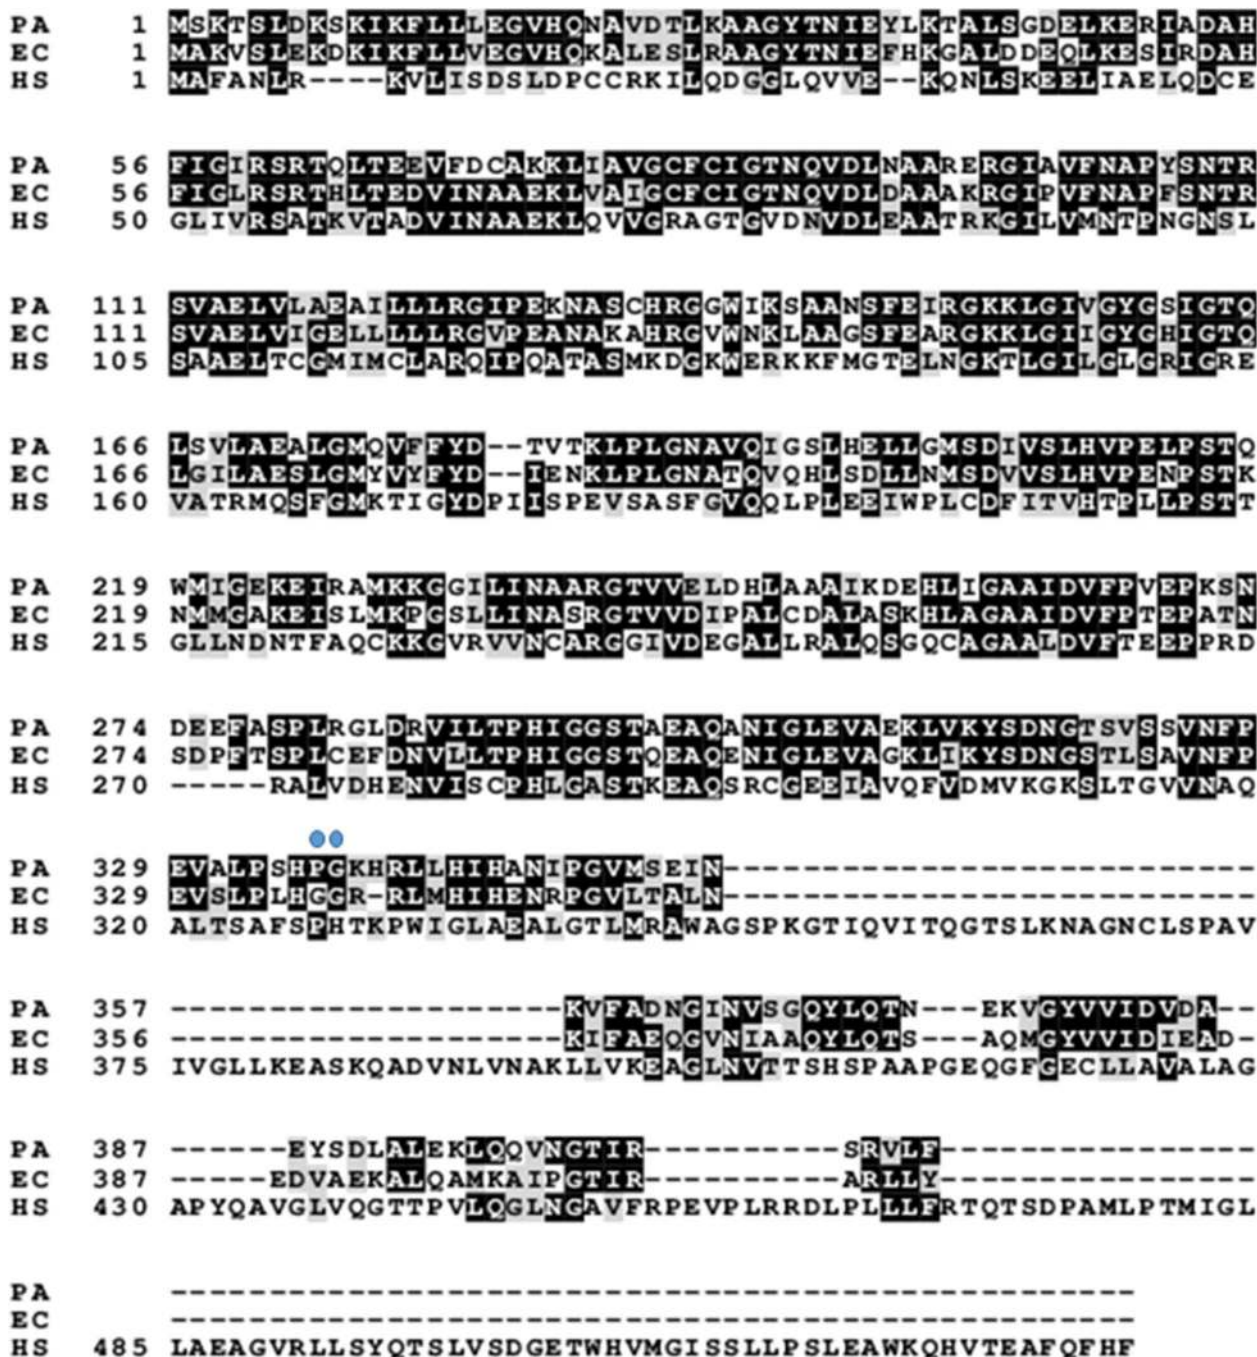 PA 1 MSKTSLDKSKIKFLLLEGVHQNAVDTLKAAGYTNIEYLKTALSGDELKERIADAH
EC 1 MAKVSLEKDKIKFLLVEGVHQKALESLRAAGYTNIEFHKGALDDEQLKESIRDAH
HS 1 MAFANLR----KVLISDSLDPCCRKILQDGGLQVVE--KQNLSKEELIAELQDCE
PA 56 FIGIRSRTQLTEEVFDCAKKLIAVGCFCIGTNQVDLNAARERGIAVFNAPYSNTR
EC 56 FIGLRSRTHLTEDVINAAEKLVAIGCFCIGTNQVDLDAAAKRGIPVFNAPFSNTR
HS 50 GLIVRSATKVTADVINAAEKLQVVGRAGTGVDNVDLEAATRKGILVMNTPNGNSL
PA 111 SVAELVLAEAILLLRGIPEKNASCHRGGWIKSAANSFEIRGKKLGIVGYGSIGTQ
EC 111 SVAELVIGELLLLLRGVPEANAKAHRGVWNKLAAGSFEARGKKLGIIGYGHIGTQ
HS 105 SAAELTCGMIMCLARQIPQATASMKDGKWERKKFMGTELNGKTLGILGLGRIGRE
PA 166 LSVLAEALGMQVFFYD--TVTKLPLGNAVQIGSLHELLGMSDIVSLHVPELPSTQ
EC 166 LGILAESLGMYVYFYD--IENKLPLGNATQVQHLSDLLNMSDVVSLHVPENPSTK
HS 160 VATRMQSFGMKTIGYDPIISPEVSASFGVQQLPLEEIWPLCDFITVHTPLLPSTT
PA 219 WMIGEKEIRAMKKGGILINAARGTVVELDHLAAAIKDEHLIGAAIDVFPVEPKSN
EC 219 NMMGAKEISLMKPGSLLINASRGTVVDIPALCDALASKHLAGAAIDVFPTEPATN
HS 215 GLLNDNTFAQCKKGVRVVNCARGGIVDEGALLRALQSGQCAGAALDVFTEEPPRD
PA 274 DEEFASPLRGLDRVILTPHIGGSTAEAQANIGLEVAEKLVKYSDNGTSVSSVNFP
EC 274 SDPFTSPLCEFDNVLLTPHIGGSTQEAQENIGLEVAGKLIKYSDNGSTLSAVNFP
HS 270 -----RALVDHENVISCPHLGASTKEAQSRCGEEIAVQFVDMVKGKSLTGVVNAQ
PA 329 EVALPSHPGKHRLLHIHANIPGVMSEIN---------------------------
EC 329 EVSLPLHGGR-RLMHIHENRPGVLTALN---------------------------
HS 320 ALTSAFSPHTKPWIGLAEALGTLMRAWAGSPKGTIQVITQGTSLKNAGNCLSPAV
PA 357 --------------------KVFADNGINVSGQYLQTN---EKVGYVVIDVDA--
EC 356 --------------------KIFAEQGVNIAAQYLQTS---AQMGYVVIDIEAD-
HS 375 IVGLLKEASKQADVNLVNAKLLVKEAGLNVTTSHSPAAPGEQGFGECLLAVALAG
PA 387 ------EYSDLALEKLQQVNGTIR----------SRVLF----------------
EC 387 -----EDVAEKALQAMKAIPGTIR----------ARLLY----------------
HS 430 APYQAVGLVQGTTPVLQGLNGAVFRPEVPLRRDLPLLLFRTQTSDPAMLPTMIGL
PA -------------------------------------------------
EC -------------------------------------------------
HS 485 LAEAGVRLLSYQTSLVSDGETWHVMGISSLLPSLEAWKQHVTEAFQFHF